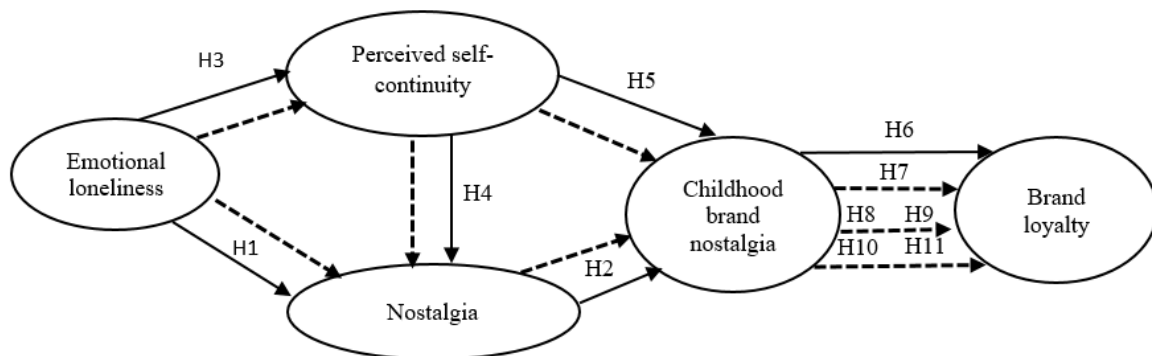 H3
Perceived self-
continuity
H5
H6
Emotional
loneliness
H4
H7
Childhood
brand
nostalgia
Brand
loyalty
H8 H9
H10 H11
H1
H2
Nostalgia